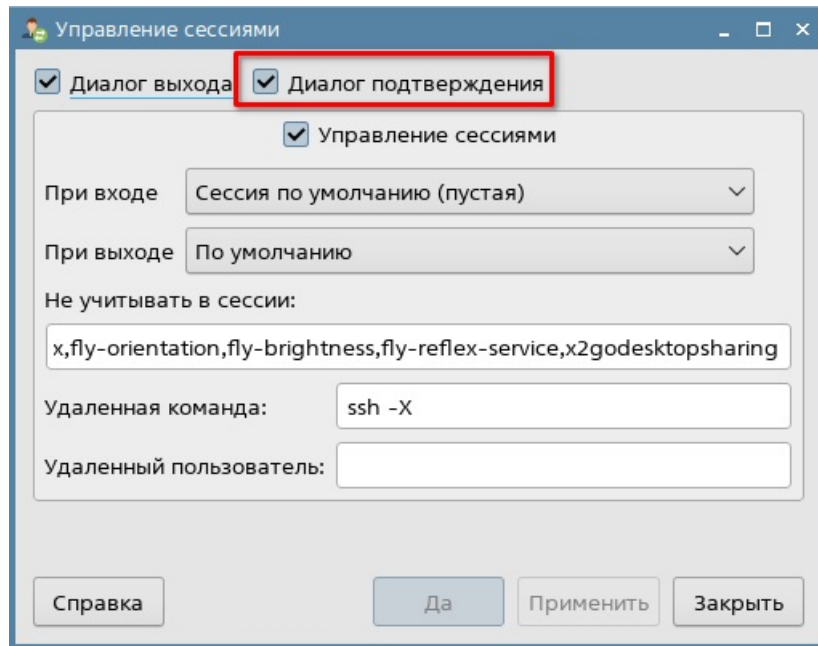 Управление сессиями
Диалог выхода Диалог подтверждения
Управление сессиями
При входе Сессия по умолчанию (пустая)
При выходе По умолчанию
Не учитывать в сессии:
x,fly-orientation,fly-brightness,fly-reflex-service,x2godesktopsharing
Удаленная команда: ssh -X
Удаленный пользователь:
Справка Да Применить Закрыть